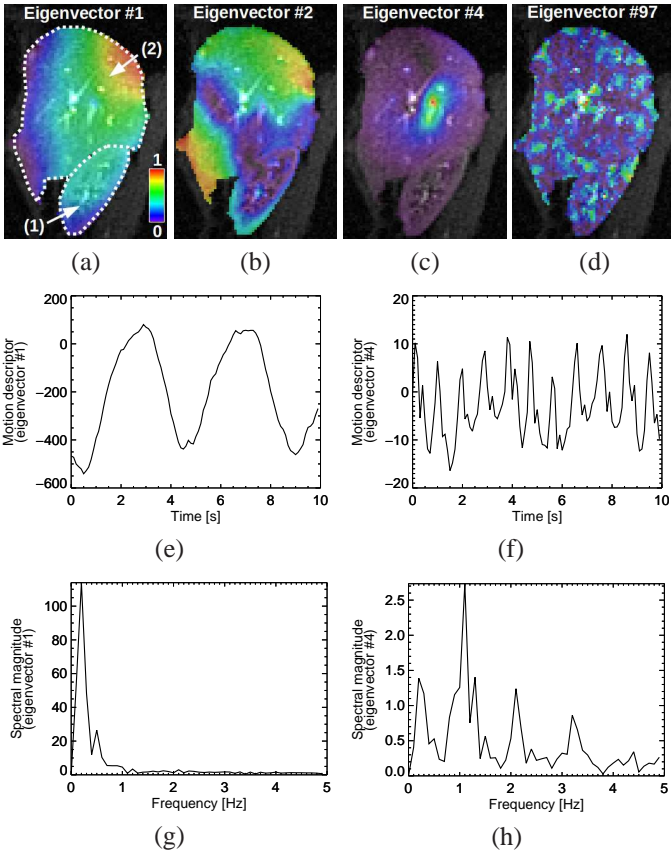 Eigenvector #1 Eigenvector #2 Eigenvector #4 Eigenvector #97
(2)
(1)
1
0
(a) (b) (c) (d)
200
0
−200
−400
−600
0 2 4 6 8 10
Time [s]
Motion descriptor
(eigenvector #1)
(e)
20
10
0
−10
−20
0 2 4 6 8 10
Time [s]
Motion descriptor
(eigenvector #4)
(f)
100
80
60
40
20
0
0 1 2 3 4 5
Frequency [Hz]
Spectral magnitude
(eigenvector #1)
(g)
2.5
2.0
1.5
1.0
0.5
0.0
0 1 2 3 4 5
Frequency [Hz]
Spectral magnitude
(eigenvector #4)
(h)